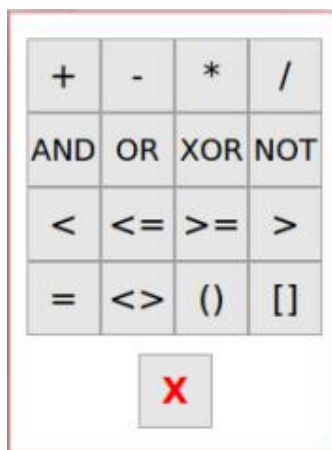 + - * /
AND OR XOR NOT
< <= >= >
= <> () []
X